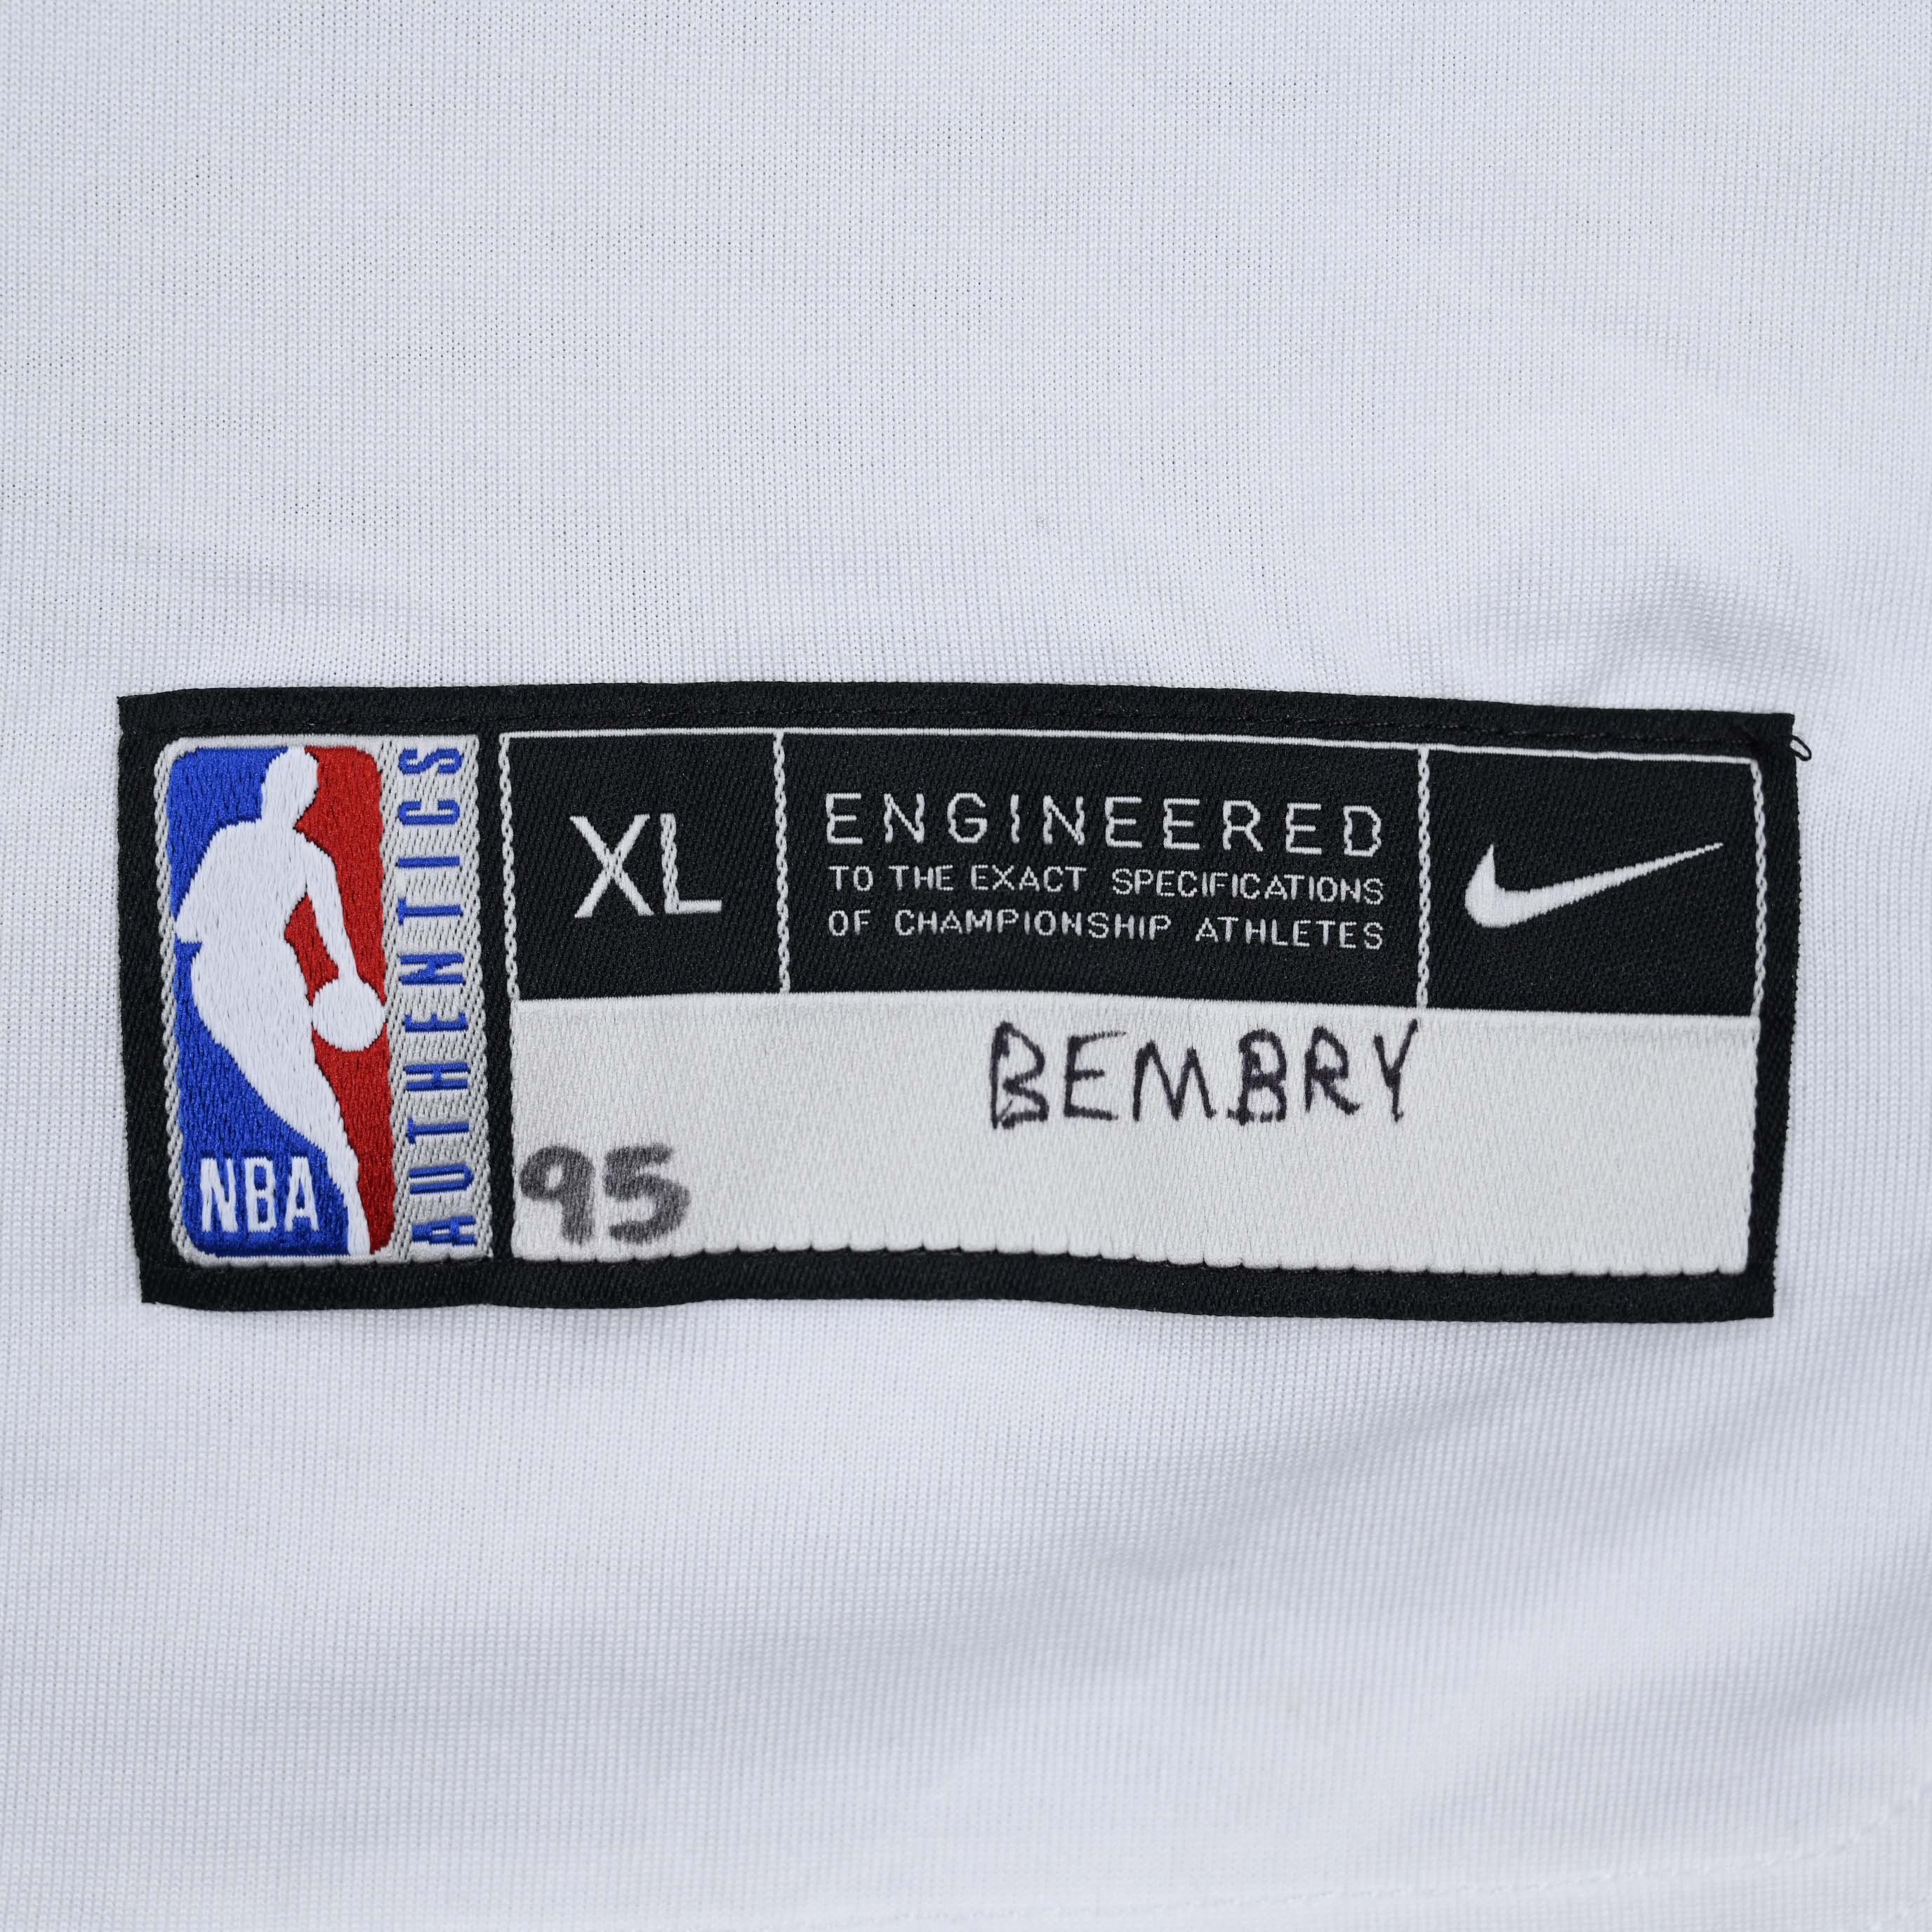 NBA
AUTHENTICS
XL
ENGINEERED
TO THE EXACT SPECIFICATIONS
OF CHAMPIONSHIP ATHLETES
BEMBRY
95